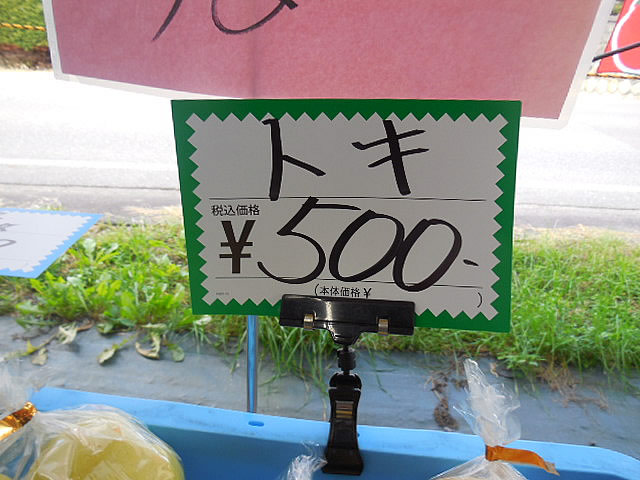 トキ
税込価格
¥500-
(本体価格¥ )